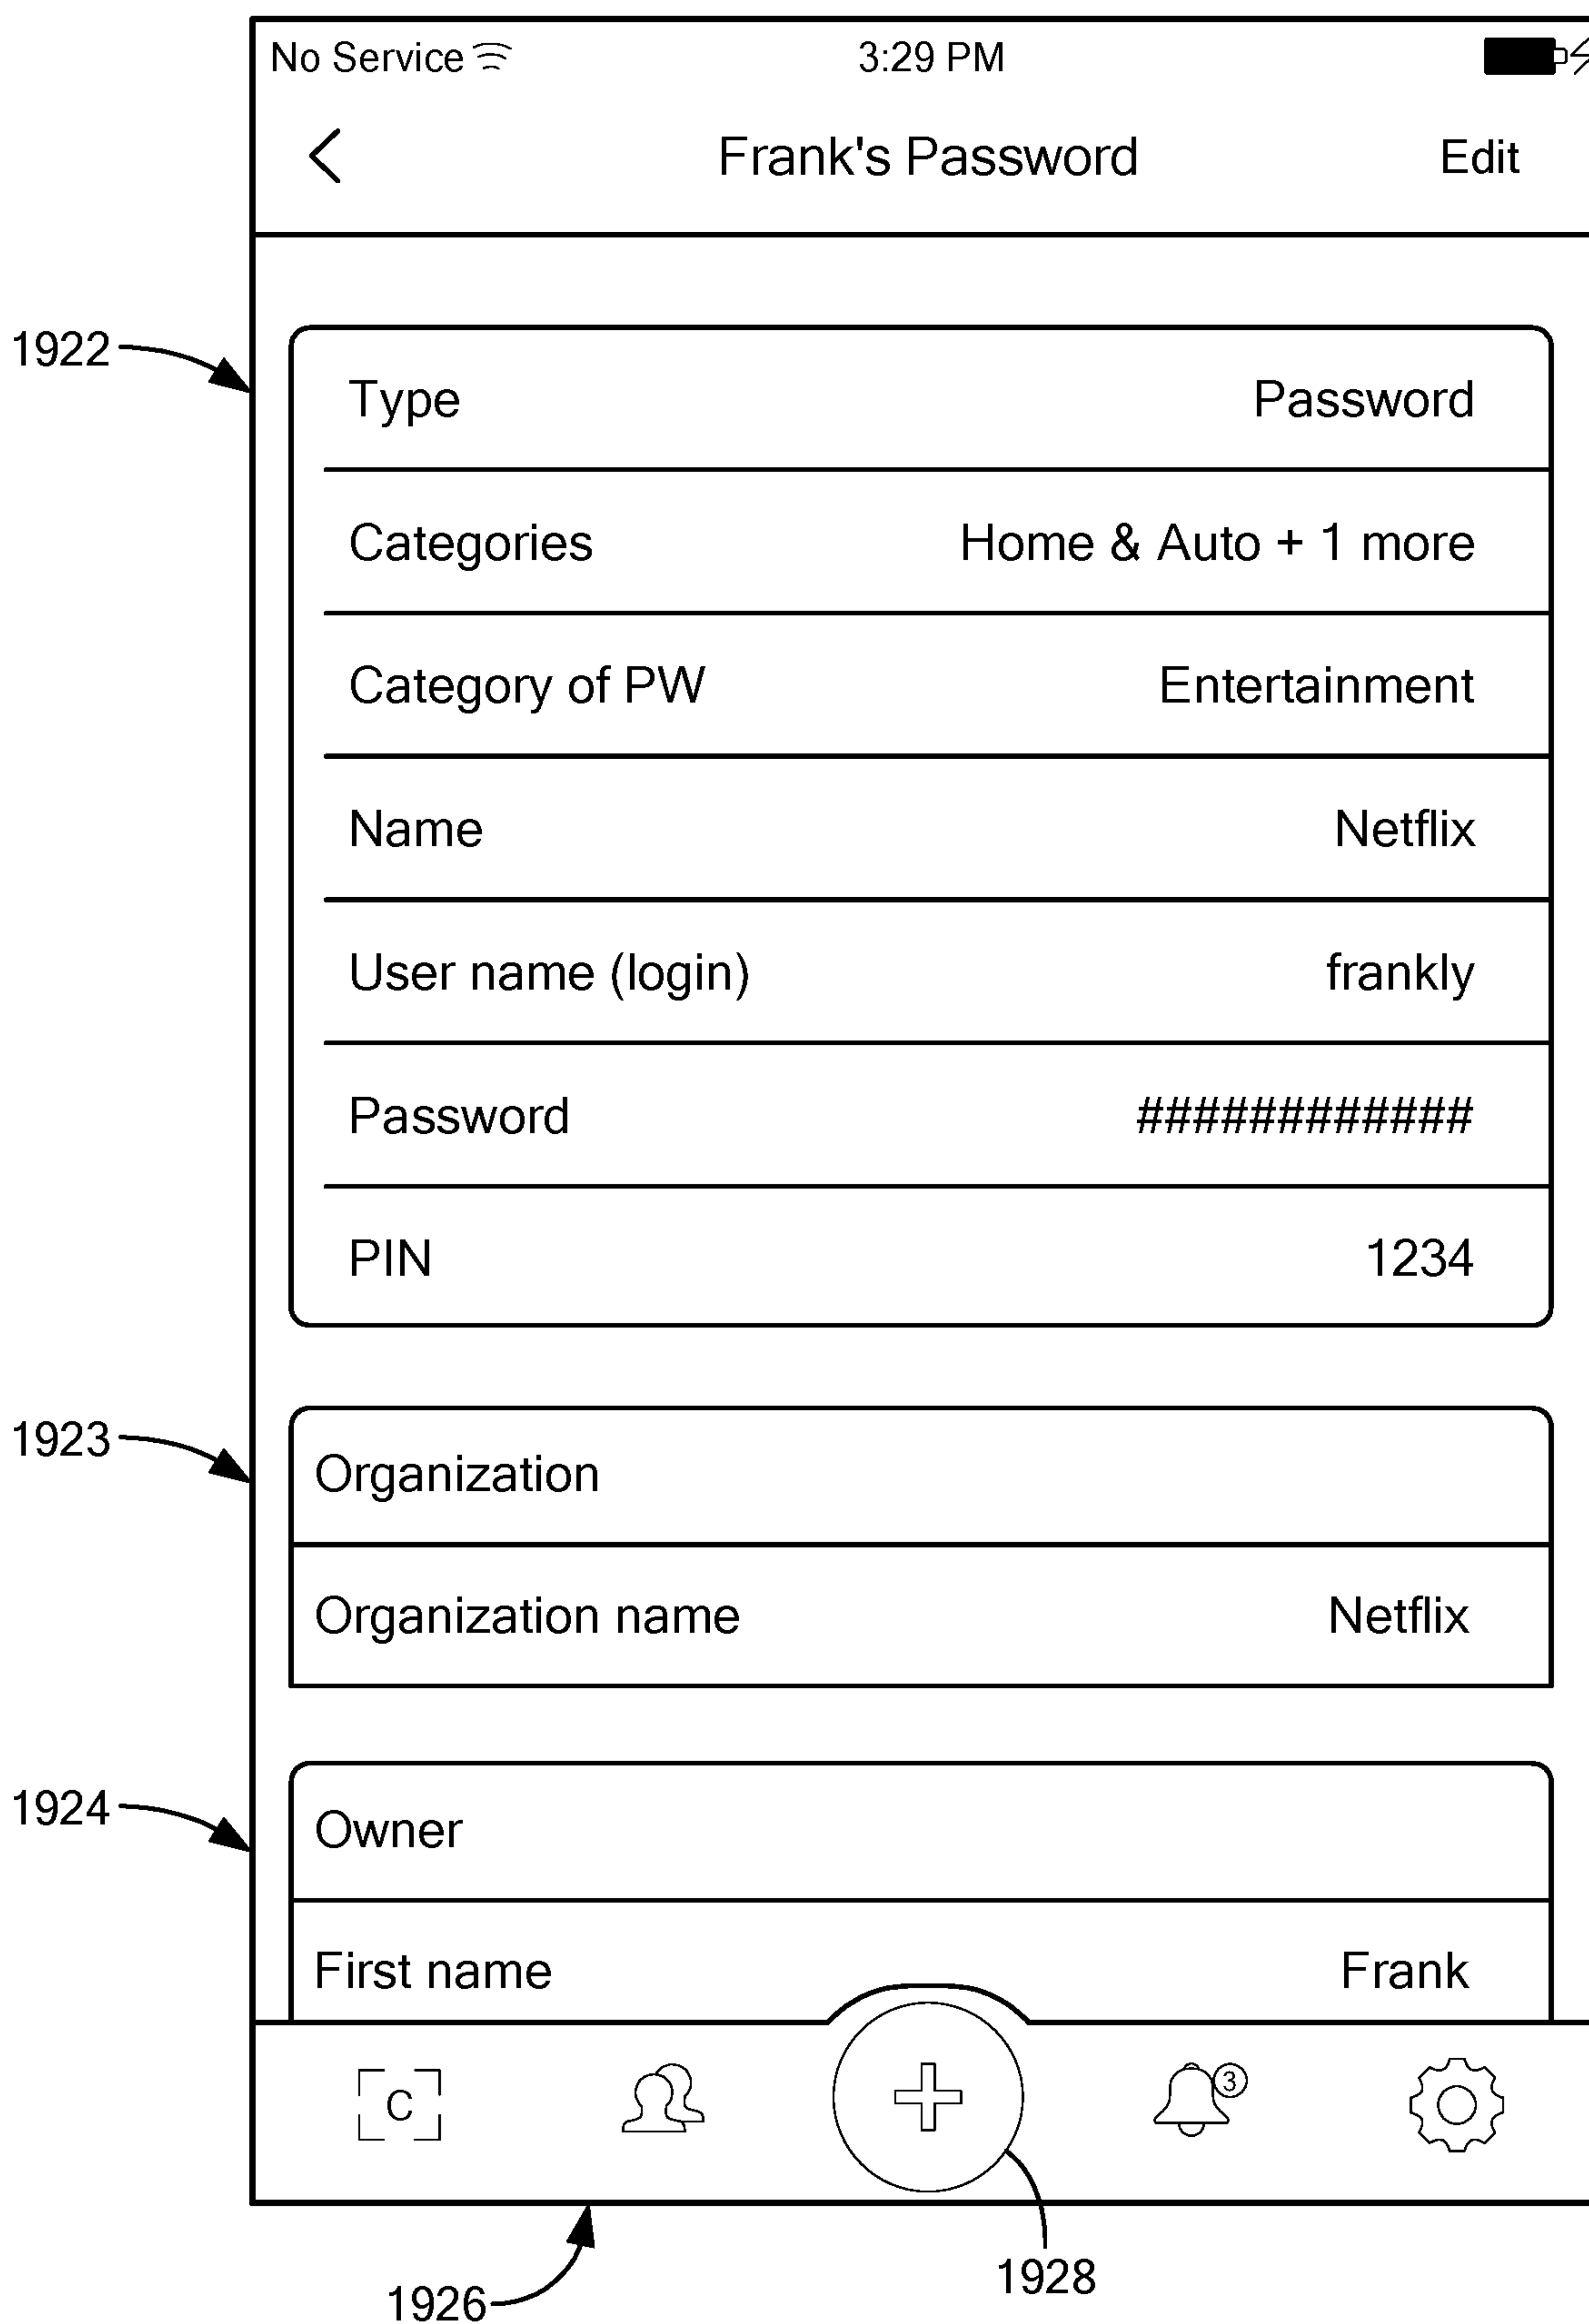 No Service 3:29 PM
Frank's Password Edit
1922
Type Password
Categories Home & Auto + 1 more
Category of PW Entertainment
Name Netflix
User name (login) frankly
Password ############
PIN 1234
1923
Organization
Organization name Netflix
1924
Owner
First name Frank
C 3
1928
1926